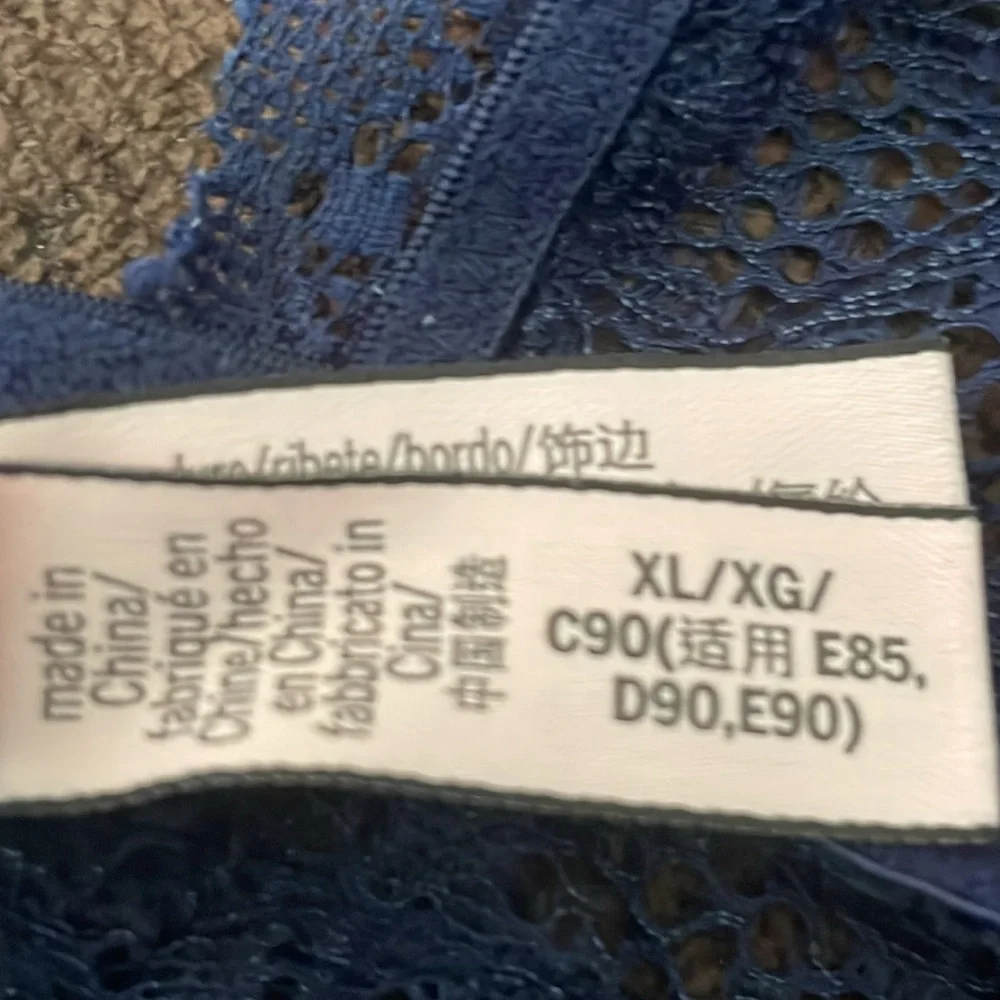 /ribete/bordo/饰边
made in
China/
fabriqué en
Chine/hecho
en China/
fabbricato in
Cina/
中国制造
XL/XG/
C90(适用 E85,
D90,E90)